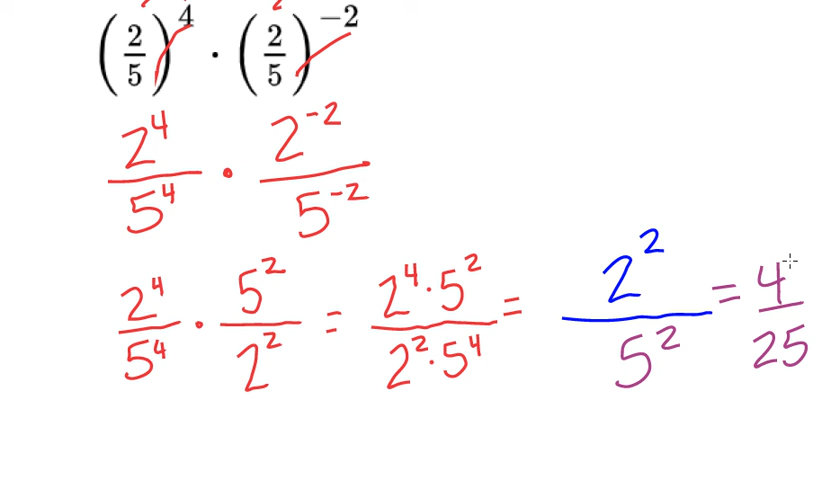 (2/5)^4 · (2/5)^-2
2^4/5^4 · 2^-2/5^-2
2^4/5^4 · 5^2/2^2 = 2^4·5^2/2^2·5^4 = 2^2/5^2 = 4/25